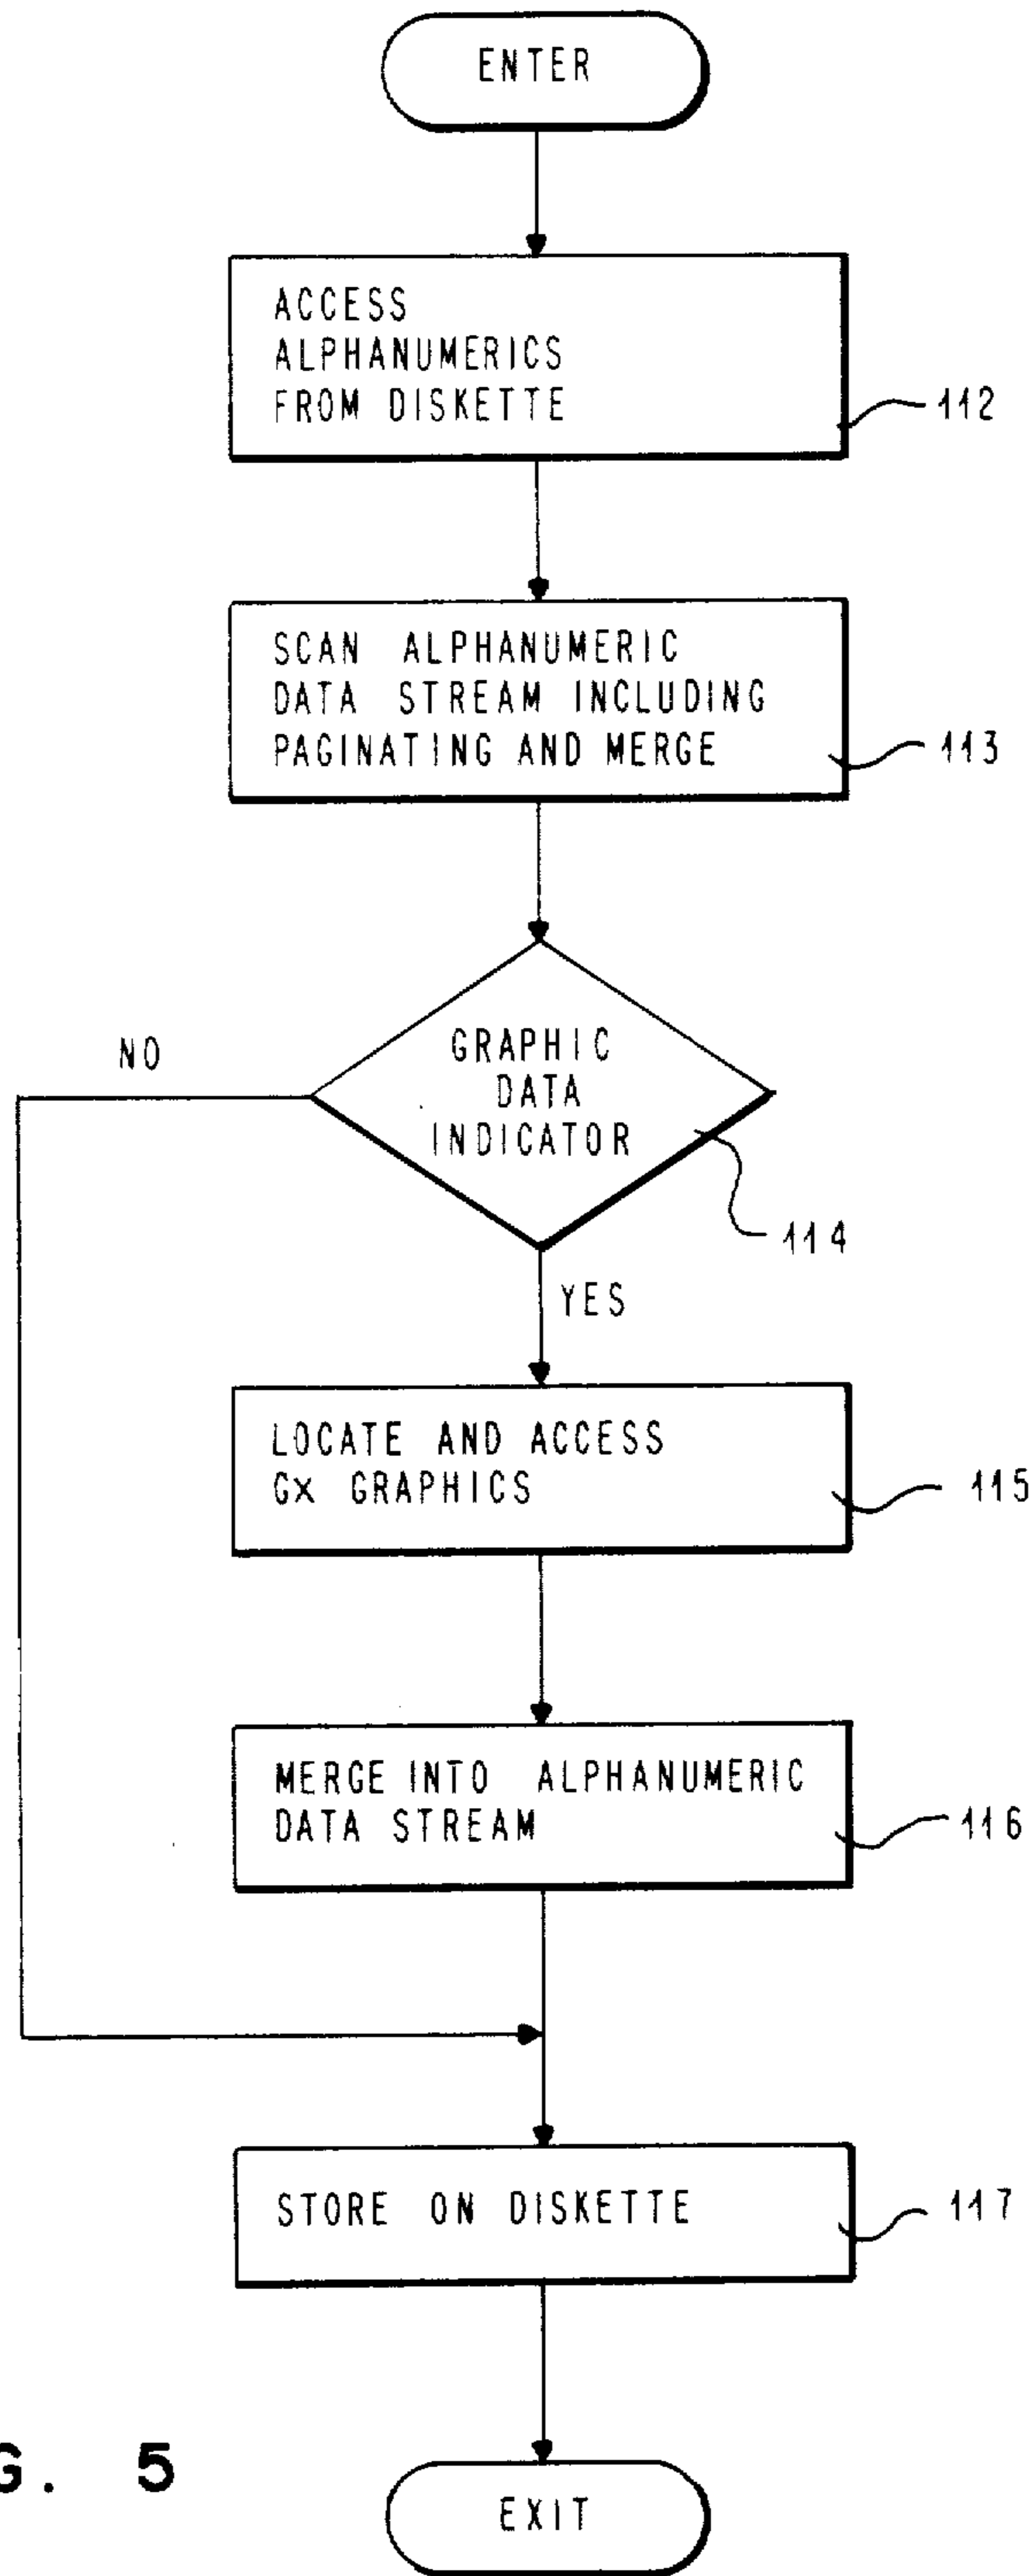 ENTER
ACCESS
ALPHANUMERICS
FROM DISKETTE
112
SCAN ALPHANUMERIC
DATA STREAM INCLUDING
PAGINATING AND MERGE
113
NO
GRAPHIC
DATA
INDICATOR
114
YES
LOCATE AND ACCESS
Gx GRAPHICS
115
MERGE INTO ALPHANUMERIC
DATA STREAM
116
STORE ON DISKETTE
117
G. 5
EXIT